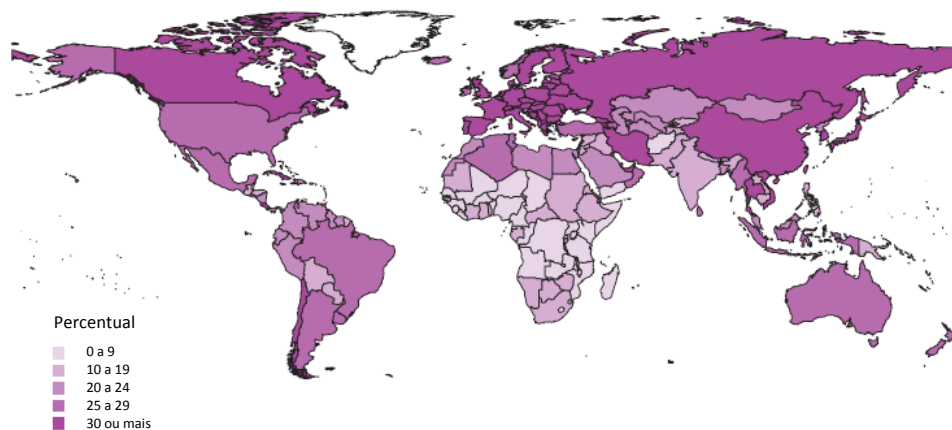 Percentual
0 a 9
10 a 19
20 a 24
25 a 29
30 ou mais